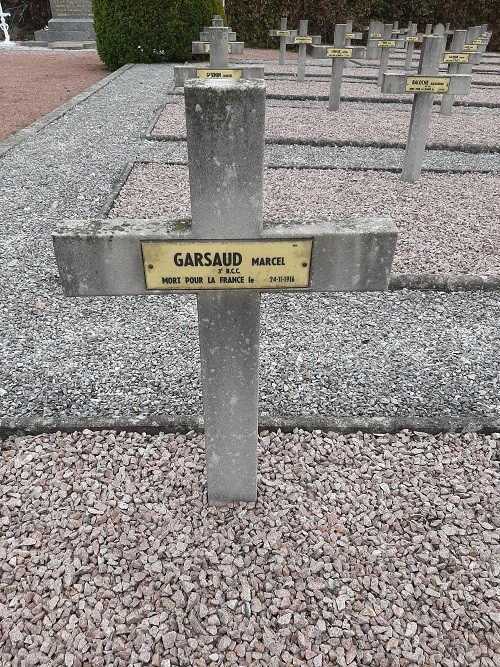 GARSAUD MARCEL
3ᵉ B.C.C.
MORT POUR LA FRANCE le 24-11-1916